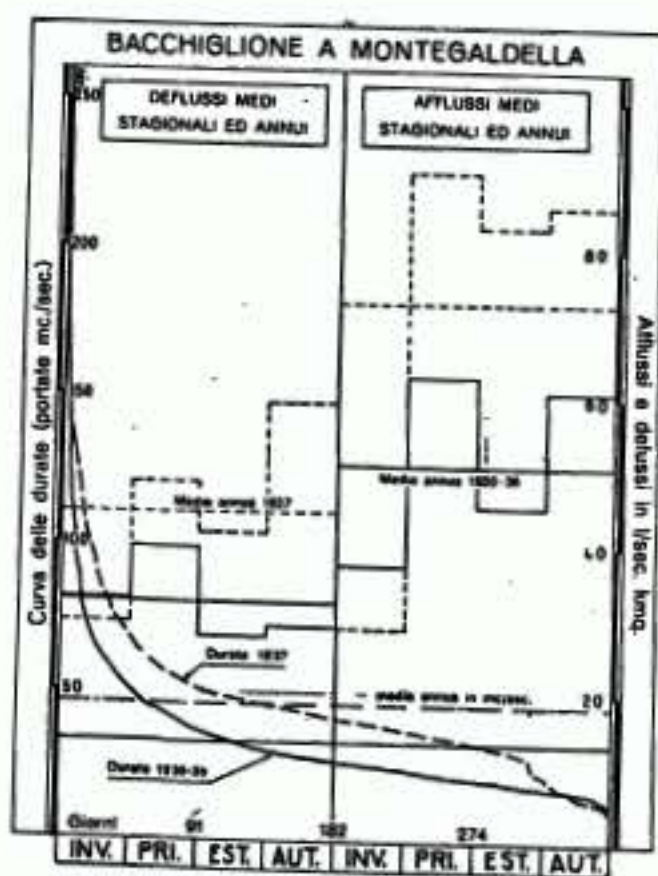 BACCHIGLIONE A MONTEGALDELLA
DEFLUSSI MEDI
STAGIONALI ED ANNUI
AFFLUSSI MEDI
STAGIONALI ED ANNUI
Curva delle durate (portate mc./sec.)
250
200
150
100
50
Afflussi e deflussi in l/sec. kmq.
80
60
40
20
Media annua 1937
Media annua 1930-36
Durata 1937
media annua in mc/sec.
Durata
Giorni 91 182 274
INV. PRI. EST. AUT. INV. PRI. EST. AUT.